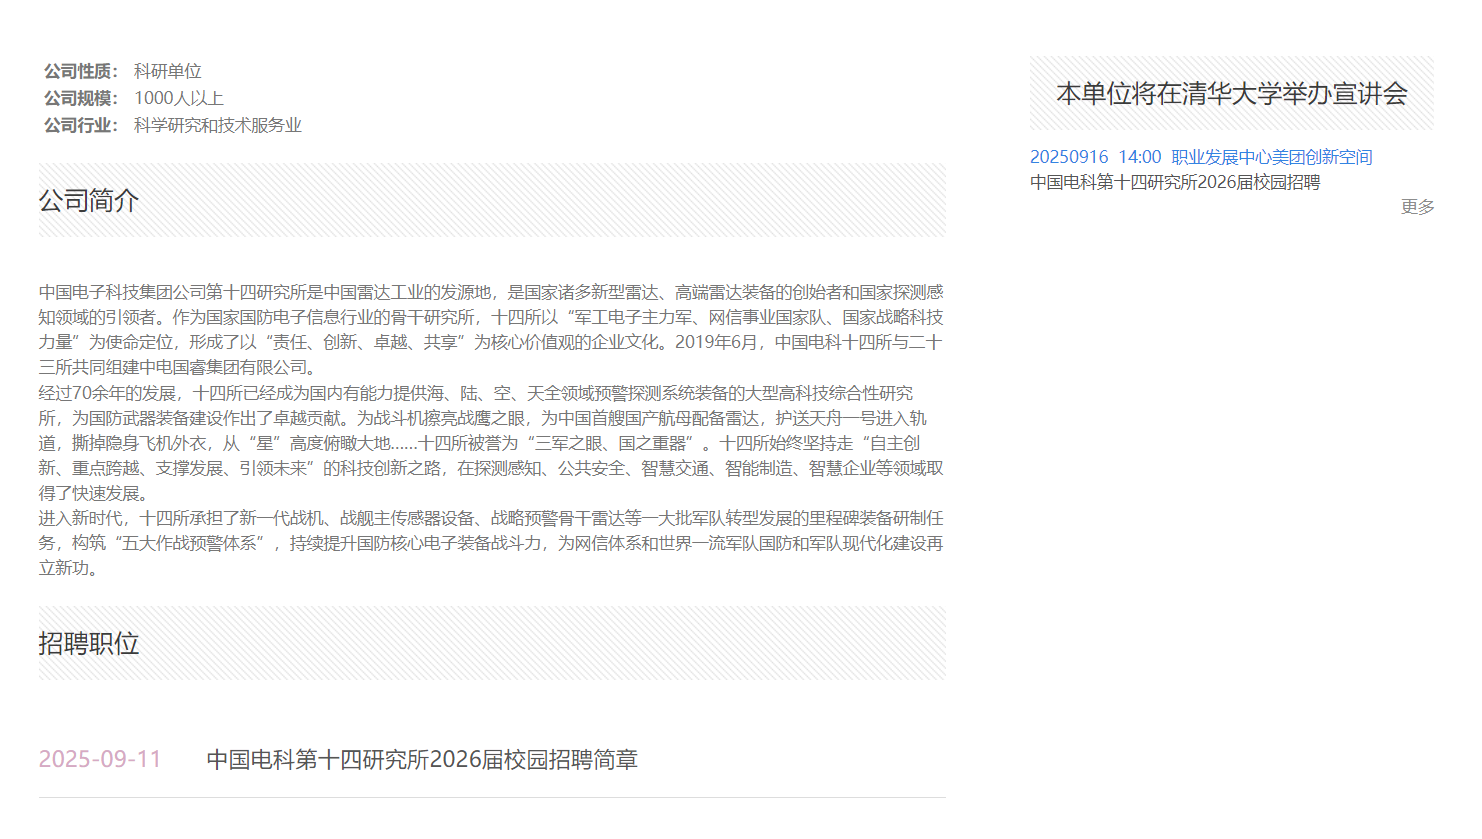 公司性质： 科研单位
公司规模： 1000人以上
公司行业： 科学研究和技术服务业
公司简介
中国电子科技集团公司第十四研究所是中国雷达工业的发源地，是国家诸多新型雷达、高端雷达装备的创始者和国家探测感
知领域的引领者。作为国家国防电子信息行业的骨干研究所，十四所以“军工电子主力军、网信事业国家队、国家战略科技
力量”为使命定位，形成了以“责任、创新、卓越、共享”为核心价值观的企业文化。2019年6月，中国电科十四所与二十
三所共同组建中电国睿集团有限公司。
经过70余年的发展，十四所已经成为国内有能力提供海、陆、空、天全领域预警探测系统装备的大型高科技综合性研究
所，为国防武器装备建设作出了卓越贡献。为战斗机擦亮战鹰之眼，为中国首艘国产航母配备雷达，护送天舟一号进入轨
道，撕掉隐身飞机外衣，从“星”高度俯瞰大地……十四所被誉为“三军之眼、国之重器”。十四所始终坚持走“自主创
新、重点跨越、支撑发展、引领未来”的科技创新之路，在探测感知、公共安全、智慧交通、智能制造、智慧企业等领域取
得了快速发展。
进入新时代，十四所承担了新一代战机、战舰主传感器设备、战略预警骨干雷达等一大批军队转型发展的里程碑装备研制任
务，构筑“五大作战预警体系”，持续提升国防核心电子装备战斗力，为网信体系和世界一流军队国防和军队现代化建设再
立新功。
招聘职位
2025-09-11 中国电科第十四研究所2026届校园招聘简章
本单位将在清华大学举办宣讲会
20250916 14:00 职业发展中心美团创新空间
中国电科第十四研究所2026届校园招聘
更多